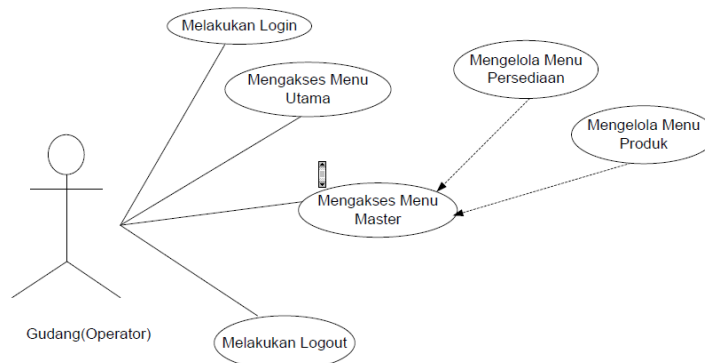 Melakukan Login
Mengelola Menu
Persediaan
Mengakses Menu
Utama
Mengelola Menu
Produk
Mengakses Menu
Master
Gudang(Operator)
Melakukan Logout